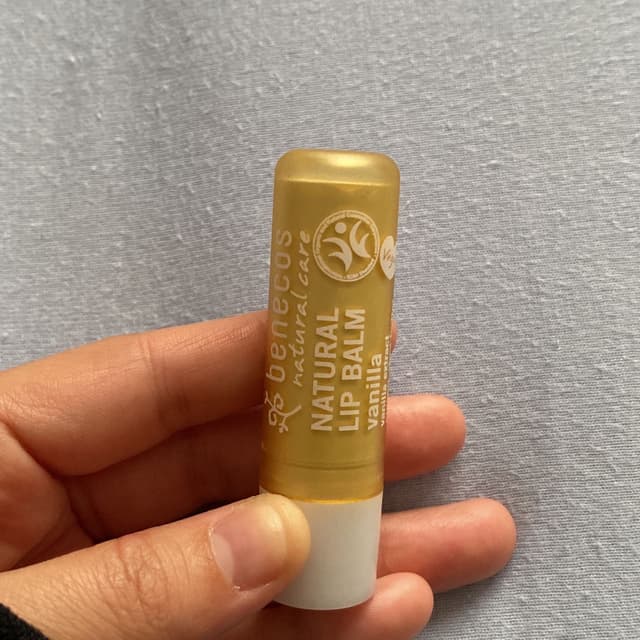 benecos
natural care
NATURAL
LIP BALM
vanilla